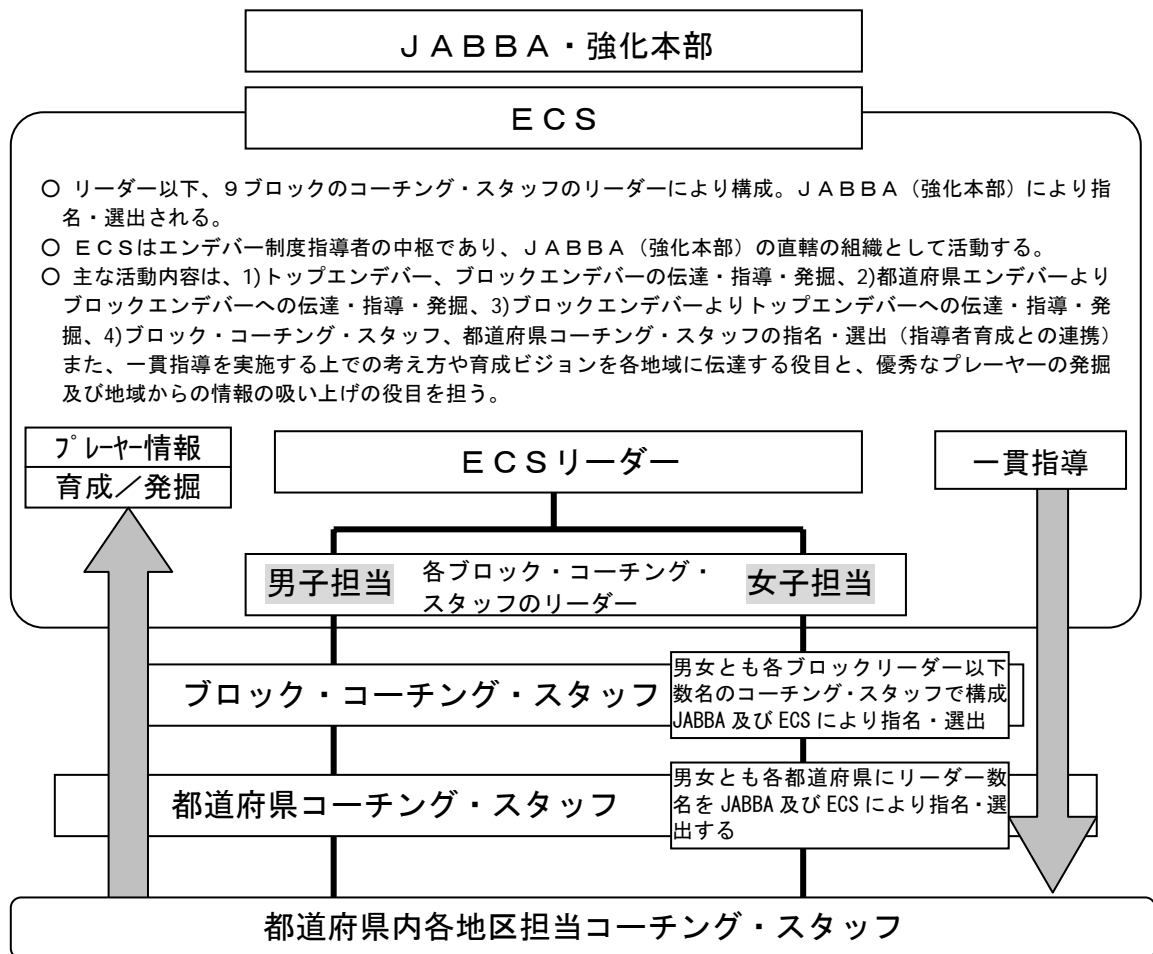 ＪＡＢＢＡ・強化本部
ＥＣＳ
○ リーダー以下、９ブロックのコーチング・スタッフのリーダーにより構成。ＪＡＢＢＡ（強化本部）により指
名・選出される。
○ ＥＣＳはエンデバー制度指導者の中枢であり、ＪＡＢＢＡ（強化本部）の直轄の組織として活動する。
○ 主な活動内容は、1)トップエンデバー、ブロックエンデバーの伝達・指導・発掘、2)都道府県エンデバーより
ブロックエンデバーへの伝達・指導・発掘、3)ブロックエンデバーよりトップエンデバーへの伝達・指導・発
掘、4)ブロック・コーチング・スタッフ、都道府県コーチング・スタッフの指名・選出（指導者育成との連携）
また、一貫指導を実施する上での考え方や育成ビジョンを各地域に伝達する役目と、優秀なプレーヤーの発掘
及び地域からの情報の吸い上げの役目を担う。
ﾌﾟﾚｰﾔｰ情報
育成／発掘
ＥＣＳリーダー
一貫指導
男子担当
各ブロック・コーチング・
スタッフのリーダー
女子担当
ブロック・コーチング・スタッフ
男女とも各ブロックリーダー以下
数名のコーチング・スタッフで構成
JABBA 及び ECS により指名・選出
都道府県コーチング・スタッフ
男女とも各都道府県にリーダー数
名を JABBA 及び ECS により指名・選
出する
都道府県内各地区担当コーチング・スタッフ